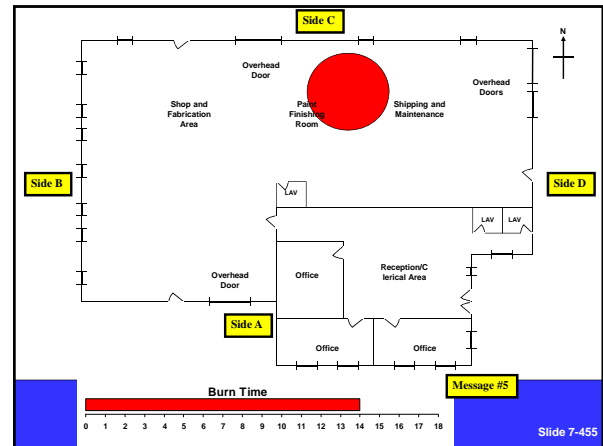 Side C
N
Overhead
Door
Overhead
Doors
Shop and
Fabrication
Area
Paint
Finishing
Room
Shipping and
Maintenance
Side B
Side D
LAV
LAV
LAV
Office
Reception/C
lerical Area
Overhead
Door
Side A
Office
Office
Message #5
Burn Time
0 1 2 3 4 5 6 7 8 9 10 11 12 13 14 15 16 17 18
Slide 7-455